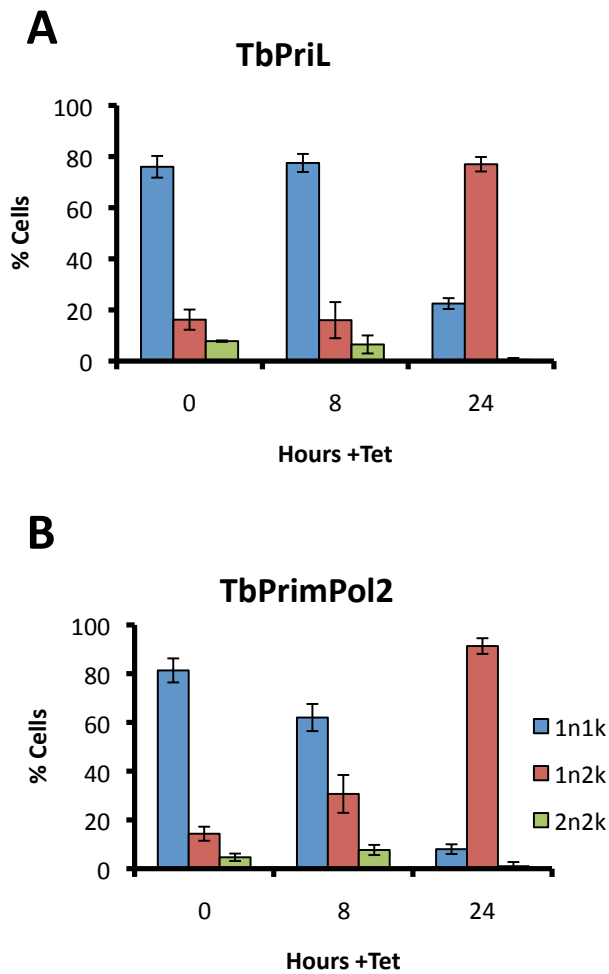 A
TbPriL
100
80
60
40
20
0
% Cells
0 8 24
Hours +Tet
B
TbPrimPol2
100
80
60
40
20
0
% Cells
1n1k
1n2k
2n2k
0 8 24
Hours +Tet